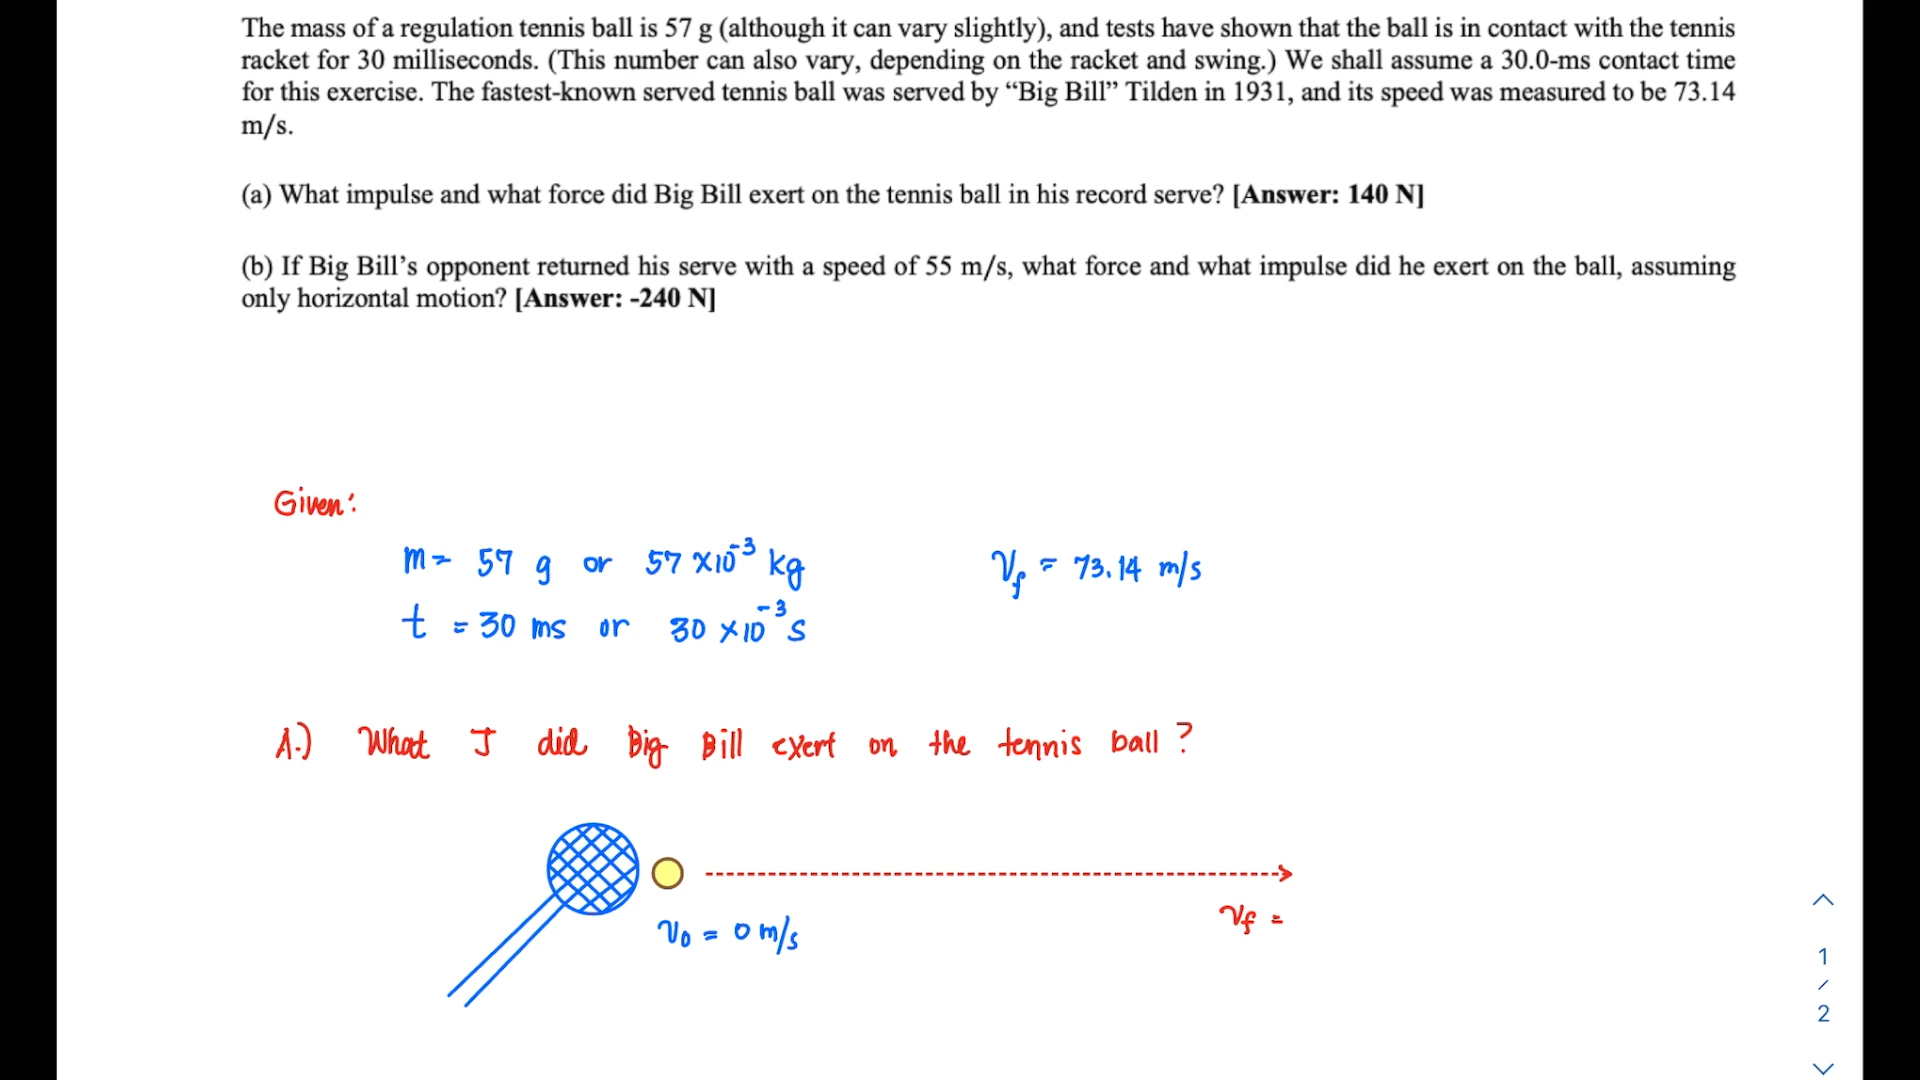 The mass of a regulation tennis ball is 57 g (although it can vary slightly), and tests have shown that the ball is in contact with the tennis
racket for 30 milliseconds. (This number can also vary, depending on the racket and swing.) We shall assume a 30.0-ms contact time
for this exercise. The fastest-known served tennis ball was served by “Big Bill” Tilden in 1931, and its speed was measured to be 73.14
m/s.
(a) What impulse and what force did Big Bill exert on the tennis ball in his record serve? [Answer: 140 N]
(b) If Big Bill’s opponent returned his serve with a speed of 55 m/s, what force and what impulse did he exert on the ball, assuming
only horizontal motion? [Answer: -240 N]
Given:
m = 57 g or 57 ×10⁻³ kg
v_f = 73.14 m/s
t = 30 ms or 30 ×10⁻³ s
A.) What J did Big Bill exert on the tennis ball ?
v_f =
v₀ = 0 m/s
1
/
2